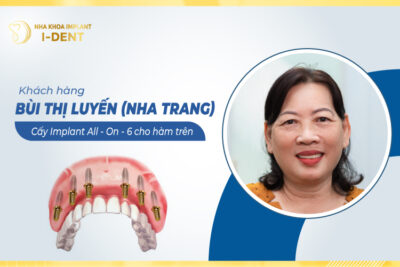 NHA KHOA IMPLANT
I-DENT
Khách hàng
BÙI THỊ LUYẾN (NHA TRANG)
Cấy Implant All - On - 6 cho hàm trên